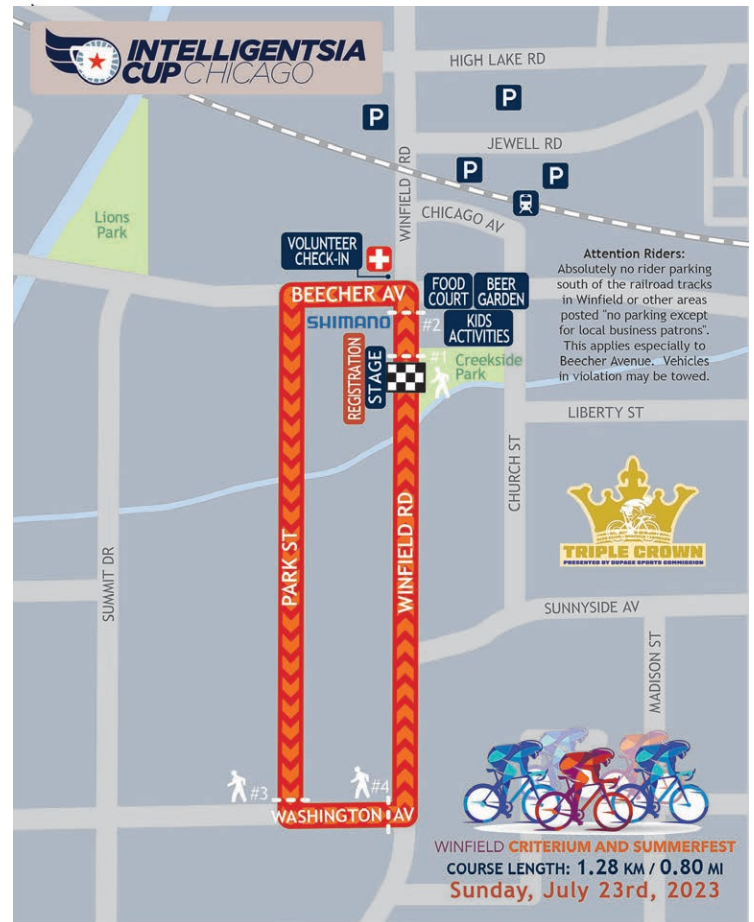 INTELLIGENTSIA
CUP CHICAGO
HIGH LAKE RD
P
P
JEWELL RD
P
P
WINFIELD RD
CHICAGO AV
Lions
Park
VOLUNTEER
CHECK-IN
BEECHER AV
FOOD
COURT
BEER
GARDEN
SHIMANO
#2
KIDS
ACTIVITIES
#1
REGISTRATION
STAGE
Creekside
Park
Attention Riders:
Absolutely no rider parking
south of the railroad tracks
in Winfield or other areas
posted "no parking except
for local business patrons".
This applies especially to
Beecher Avenue. Vehicles
in violation may be towed.
LIBERTY ST
CHURCH ST
PARK ST
WINFIELD RD
SUMMIT DR
TRIPLE CROWN
PRESENTED BY DUPAGE SPORTS COMMISSION
SUNNYSIDE AV
MADISON ST
#3
#4
WASHINGTON AV
WINFIELD CRITERIUM AND SUMMERFEST
COURSE LENGTH: 1.28 KM / 0.80 MI
Sunday, July 23rd, 2023